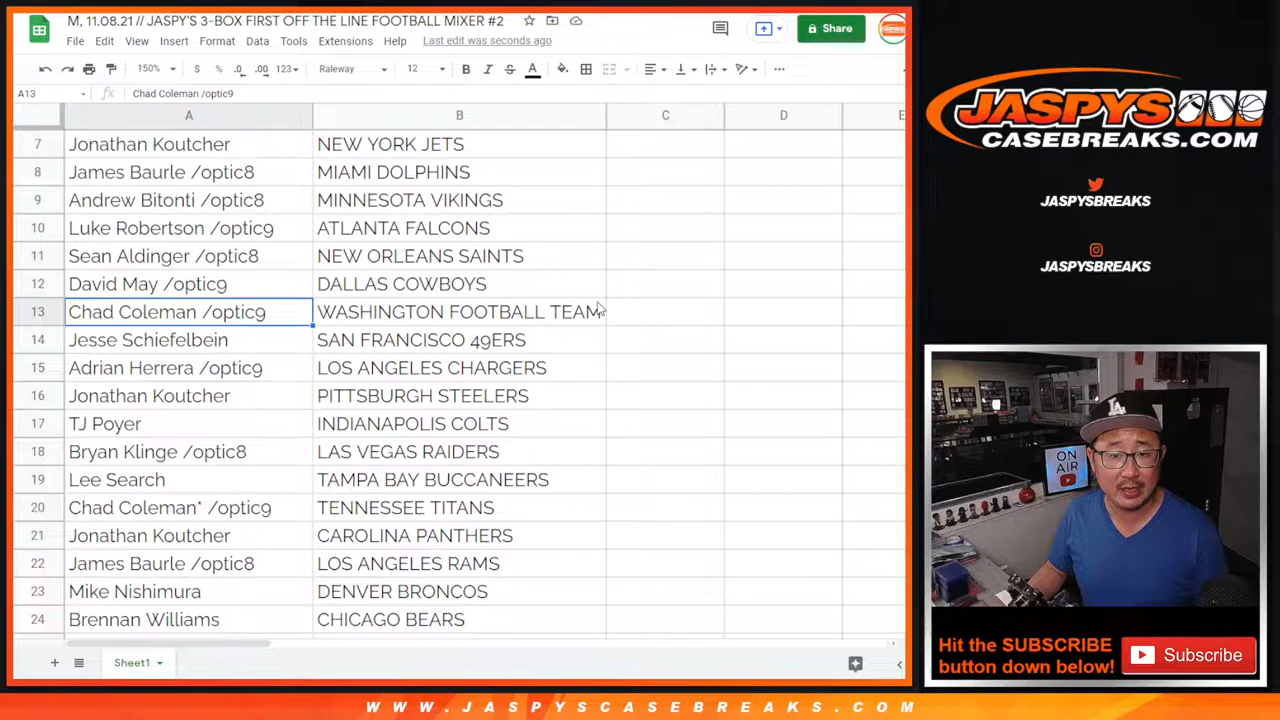 M, 11.08.21 // JASPY'S 3-BOX FIRST OFF THE LINE FOOTBALL MIXER #2
File Edit View Insert Format Data Tools Extensions Help Last edit was seconds ago
Share
150% $ % .0 .00 123 Raleway 12 B I S A
A13 fx Chad Coleman /optic9
A B C D E
7 Jonathan Koutcher NEW YORK JETS
8 James Baurle /optic8 MIAMI DOLPHINS
9 Andrew Bitonti /optic8 MINNESOTA VIKINGS
10 Luke Robertson /optic9 ATLANTA FALCONS
11 Sean Aldinger /optic8 NEW ORLEANS SAINTS
12 David May /optic9 DALLAS COWBOYS
13 Chad Coleman /optic9 WASHINGTON FOOTBALL TEAM
14 Jesse Schiefelbein SAN FRANCISCO 49ERS
15 Adrian Herrera /optic9 LOS ANGELES CHARGERS
16 Jonathan Koutcher PITTSBURGH STEELERS
17 TJ Poyer INDIANAPOLIS COLTS
18 Bryan Klinge /optic8 LAS VEGAS RAIDERS
19 Lee Search TAMPA BAY BUCCANEERS
20 Chad Coleman* /optic9 TENNESSEE TITANS
21 Jonathan Koutcher CAROLINA PANTHERS
22 James Baurle /optic8 LOS ANGELES RAMS
23 Mike Nishimura DENVER BRONCOS
24 Brennan Williams CHICAGO BEARS
Sheet1
JASPYS
CASEBREAKS.COM
JASPYSBREAKS
JASPYSBREAKS
LA
ON
AIR
Hit the SUBSCRIBE
button down below!
Subscribe
WWW.JASPYSCASEBREAKS.COM